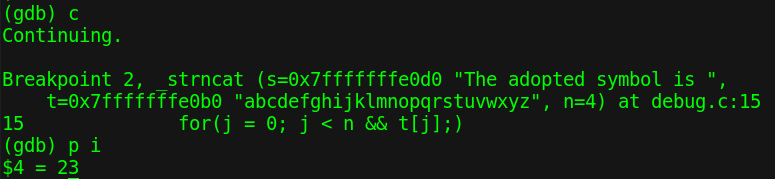 (gdb) c
Continuing.
Breakpoint 2, _strncat (s=0x7fffffffe0d0 "The adopted symbol is ",
    t=0x7fffffffe0b0 "abcdefghijklmnopqrstuvwxyz", n=4) at debug.c:15
15              for(j = 0; j < n && t[j];)
(gdb) p i
$4 = 23